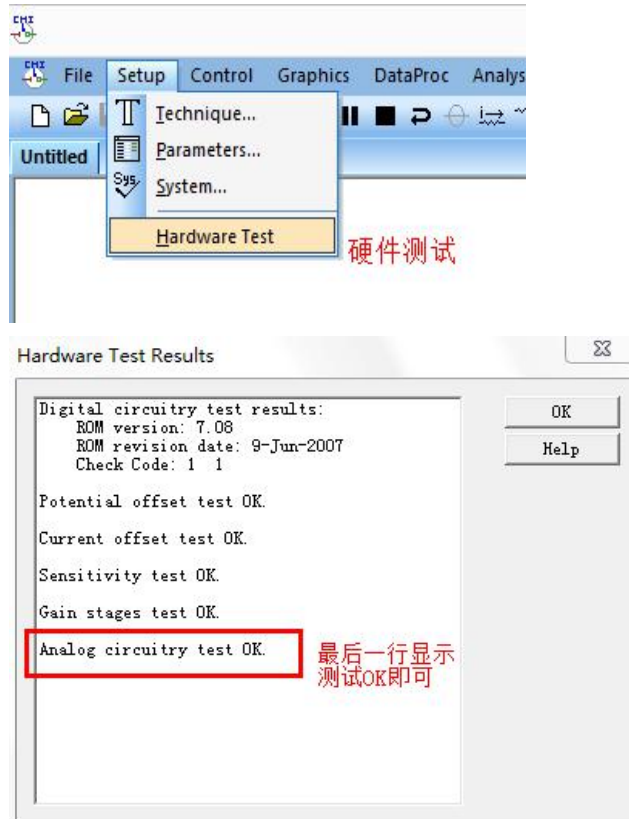 CHI
CHI File Setup Control Graphics DataProc Analys
Untitled
Technique...
Parameters...
Sys System...
Hardware Test
硬件测试
Hardware Test Results
Digital circuitry test results:
ROM version: 7.08
ROM revision date: 9-Jun-2007
Check Code: 1 1
Potential offset test OK.
Current offset test OK.
Sensitivity test OK.
Gain stages test OK.
Analog circuitry test OK.
最后一行显示
测试OK即可
OK
Help